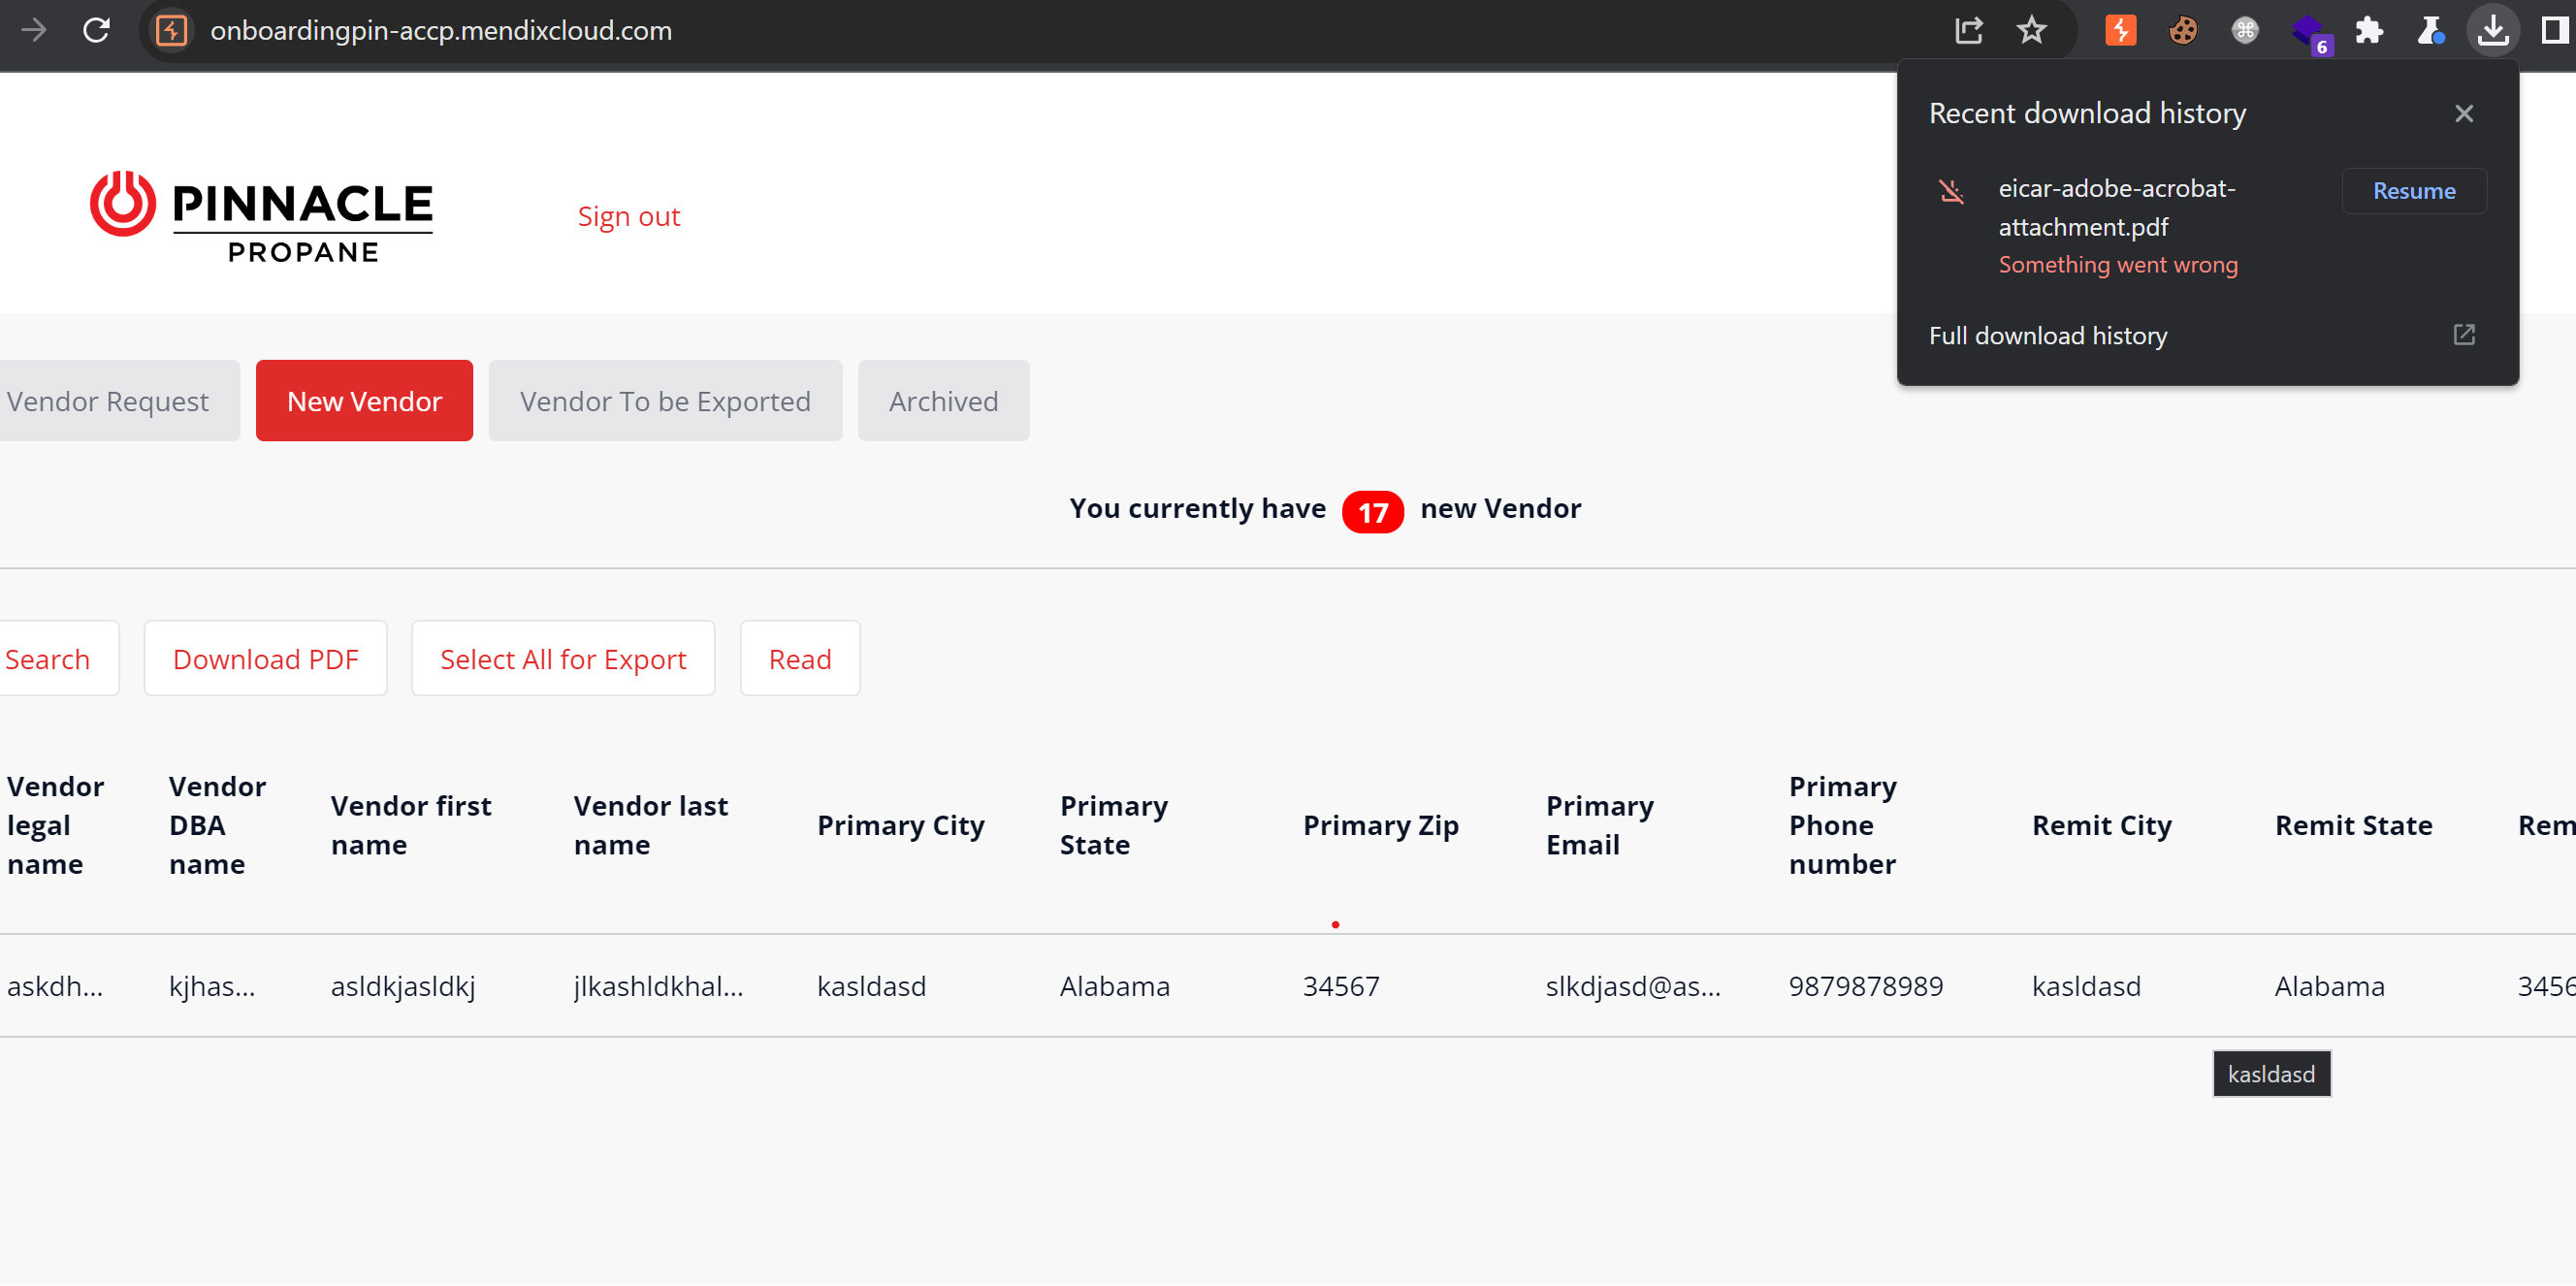 onboardingpin-accp.mendixcloud.com
6
Recent download history
eicar-adobe-acrobat-
attachment.pdf
Something went wrong
Resume
Full download history
PINNACLE
PROPANE
Sign out
Vendor Request
New Vendor
Vendor To be Exported
Archived
You currently have 17 new Vendor
Search
Download PDF
Select All for Export
Read
Vendor legal name
Vendor DBA name
Vendor first name
Vendor last name
Primary City
Primary State
Primary Zip
Primary Email
Primary Phone number
Remit City
Remit State
Rem
askdh...
kjhas...
asldkjasldkj
jlkashldkhal...
kasldasd
Alabama
34567
slkdjasd@as...
9879878989
kasldasd
Alabama
3456
kasldasd